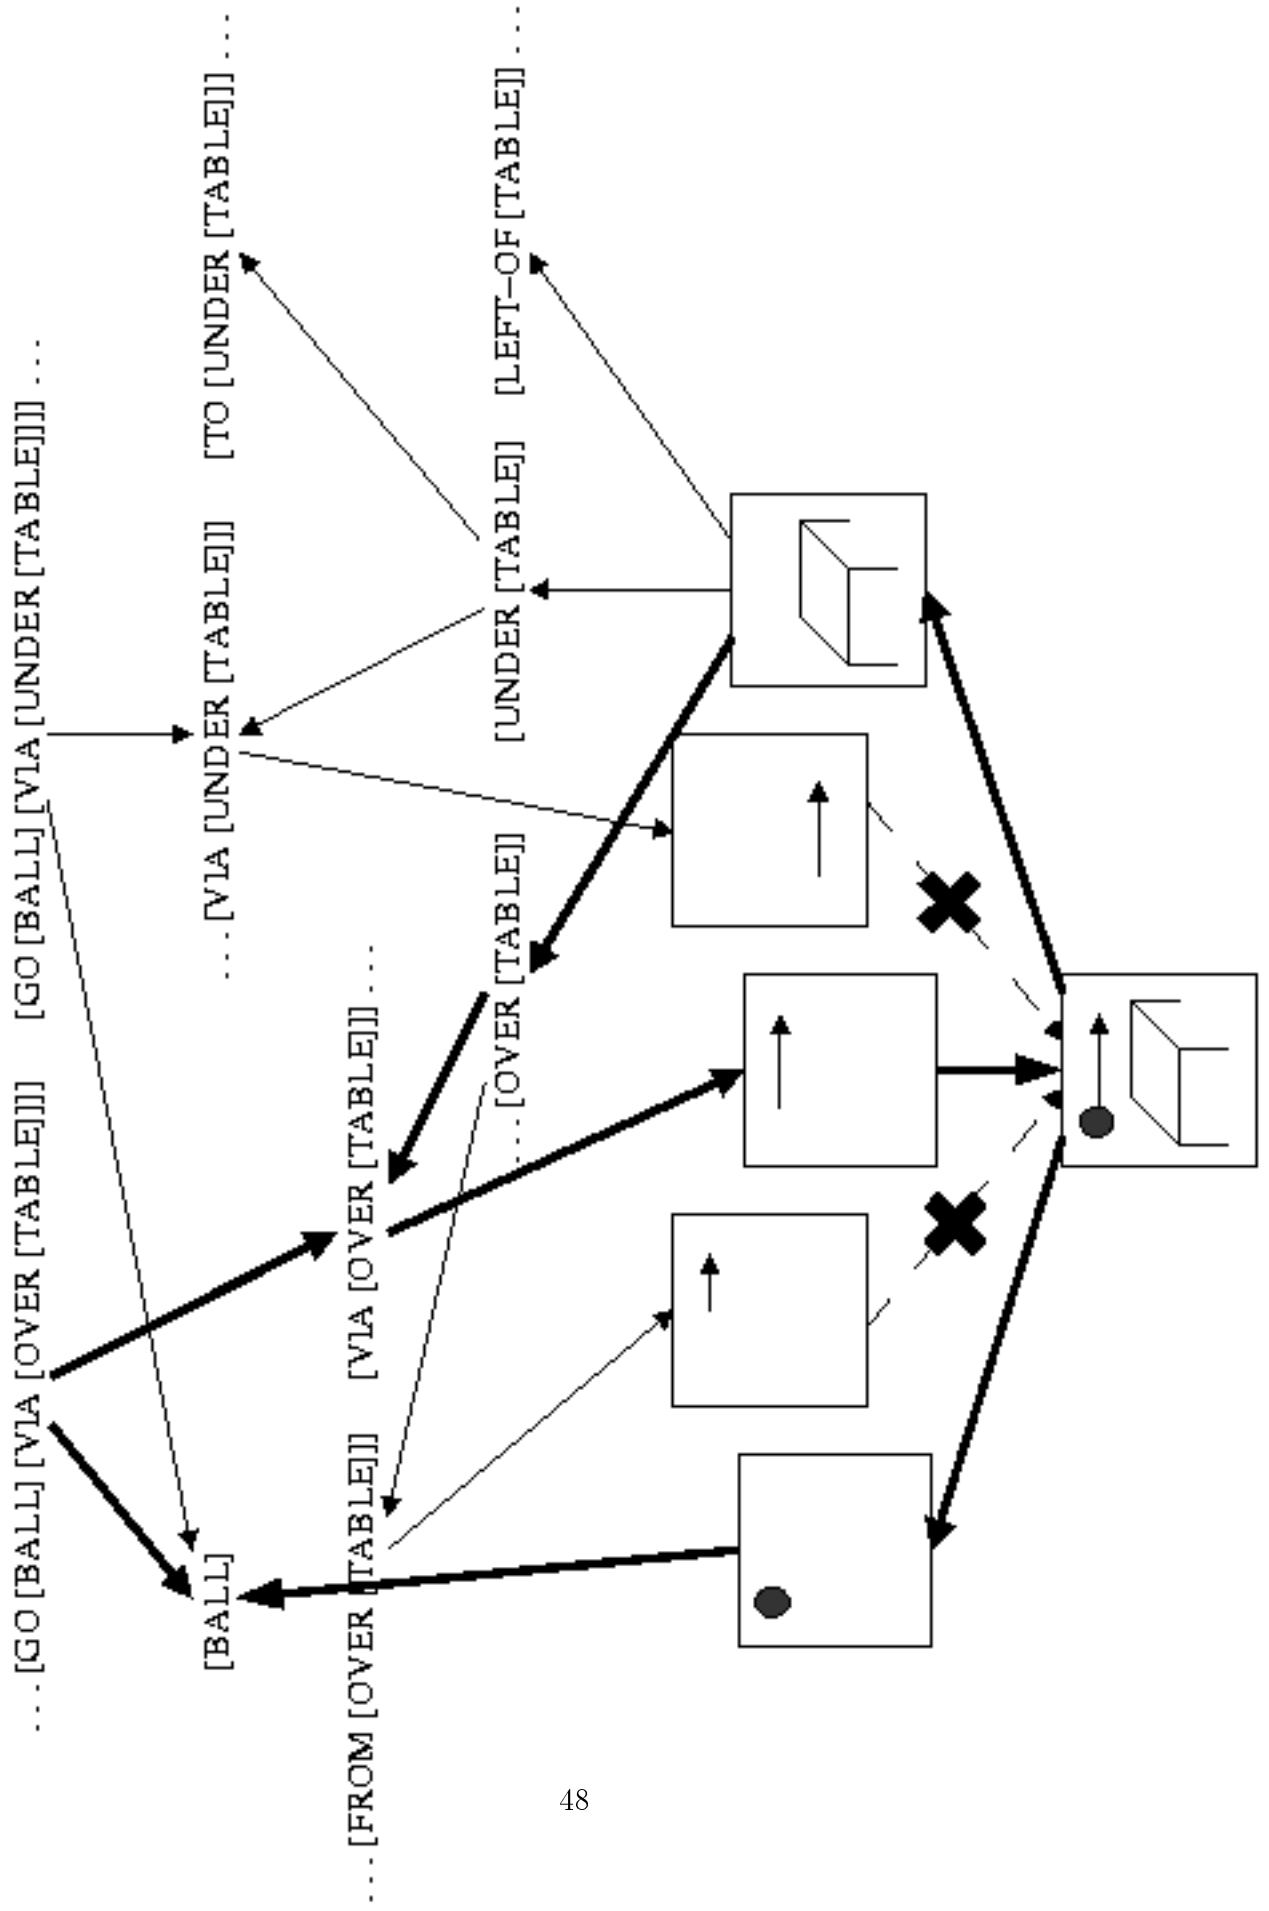 . . . [GO [BALL] [VIA [OVER [TABLE]]]] [GO [BALL] [VIA [UNDER [TABLE]]]] . . .
[BALL] . . . [VIA [UNDER [TABLE]]] [TO [UNDER [TABLE]]] . . .
. . . [FROM [OVER [TABLE]]] [VIA [OVER [TABLE]]] . . .
. . . [OVER [TABLE]] [UNDER [TABLE]] [LEFT-OF [TABLE]] . . .
48